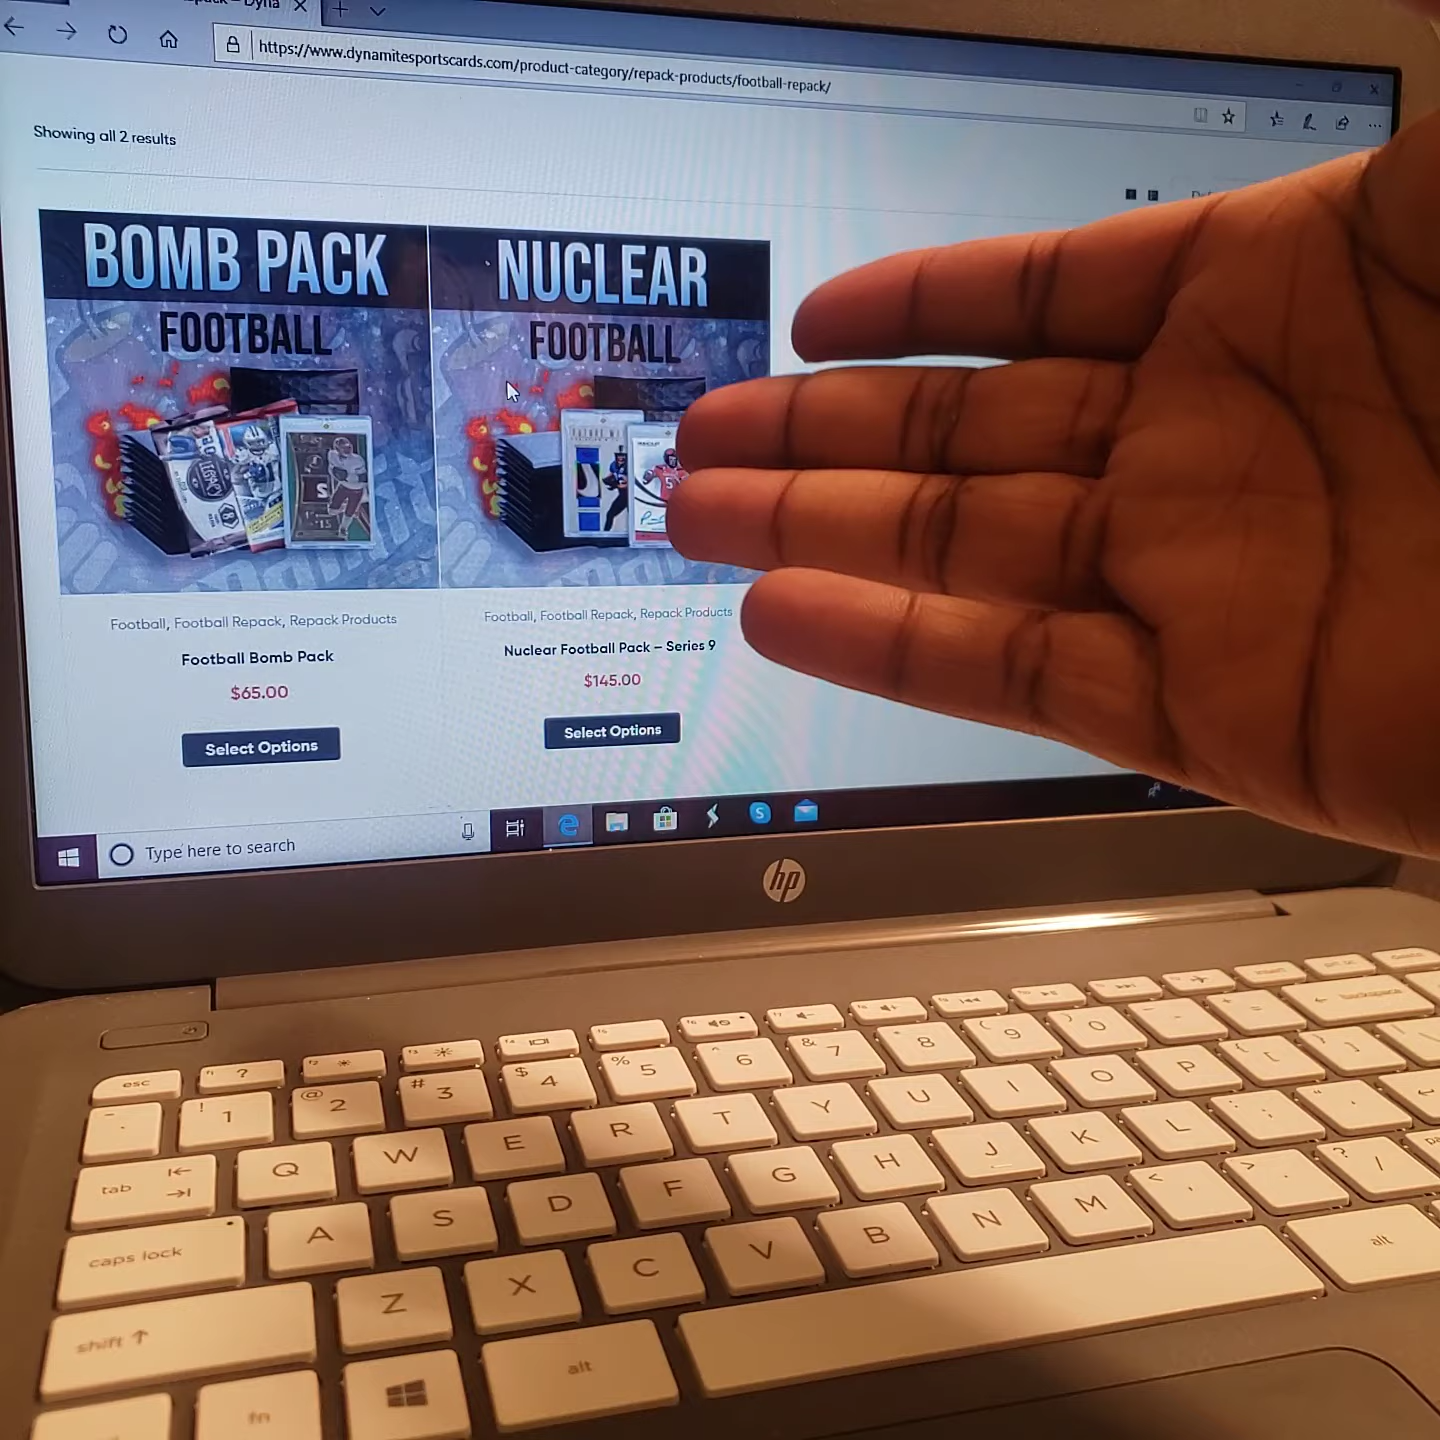 https://www.dynamitesportscards.com/product-category/repack-products/football-repack/
Showing all 2 results
BOMB PACK
FOOTBALL
NUCLEAR
FOOTBALL
Football, Football Repack, Repack Products
Football Bomb Pack
$65.00
Select Options
Football, Football Repack, Repack Products
Nuclear Football Pack – Series 9
$145.00
Select Options
Type here to search
hp
esc
! 1
@ 2
# 3
$ 4
% 5
^ 6
& 7
* 8
( 9
) 0
- 
=
backspace
tab
Q W E R T Y U I O P
caps lock
A S D F G H J K L
shift
Z X C V B N M
< ,
> .
? /
fn
alt
alt